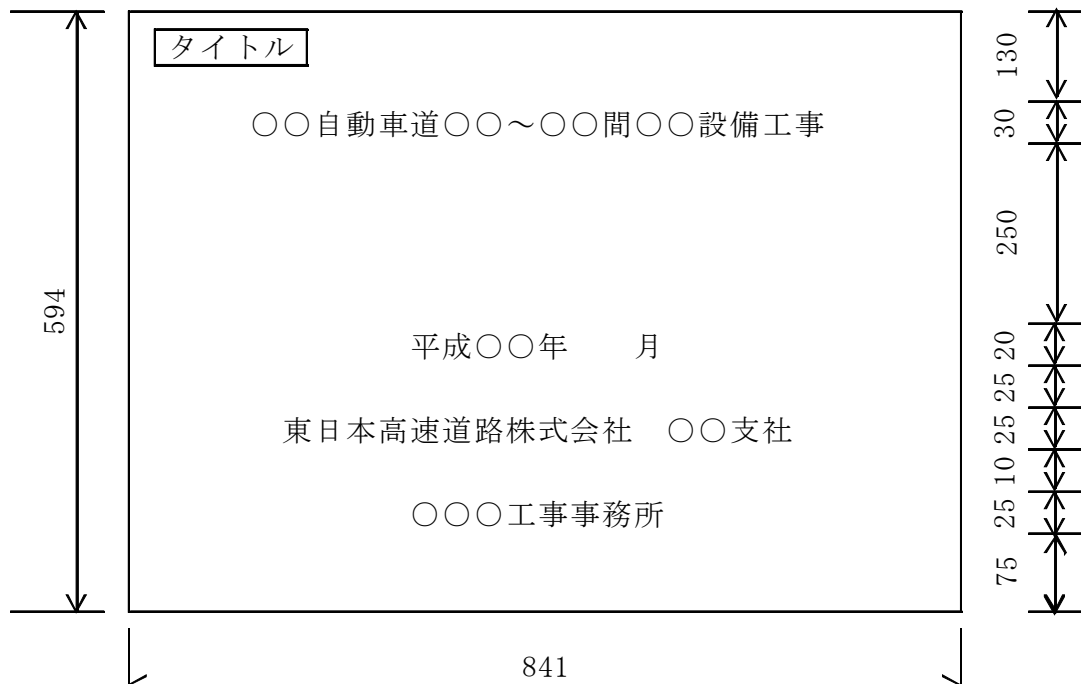 タイトル
○○自動車道○○～○○間○○設備工事
平成○○年　　月
東日本高速道路株式会社　○○支社
○○○工事事務所
594
841
130
30
250
20
25
25
10
25
75